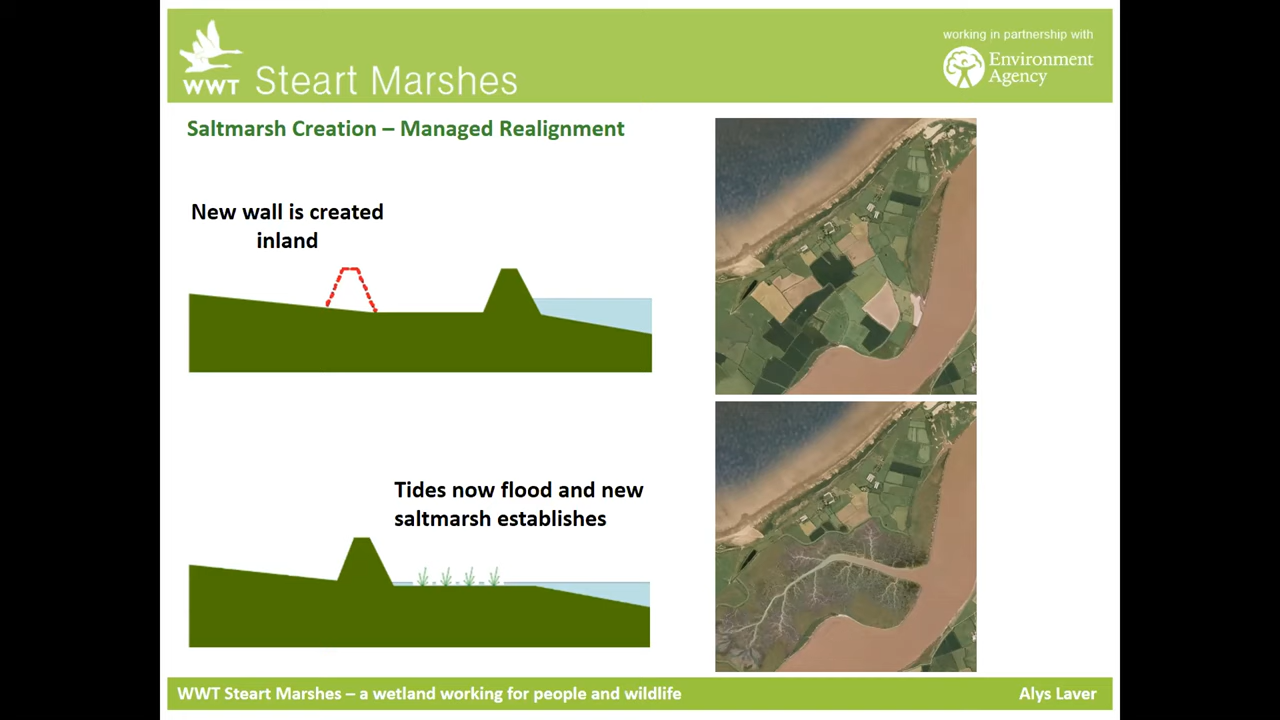 WWT Steart Marshes
working in partnership with
Environment
Agency
Saltmarsh Creation – Managed Realignment
New wall is created
inland
Tides now flood and new
saltmarsh establishes
WWT Steart Marshes – a wetland working for people and wildlife
Alys Laver